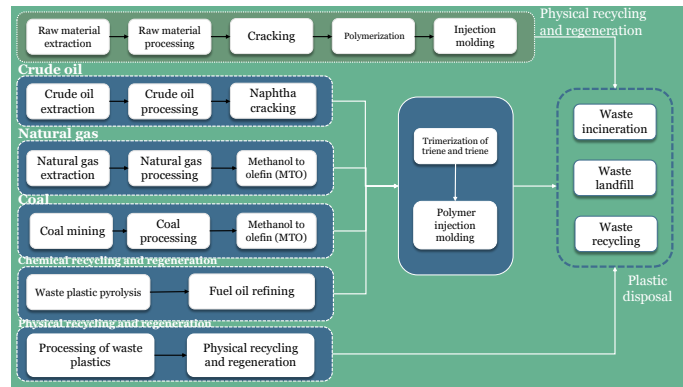 Physical recycling
and regeneration
Raw material
extraction
Raw material
processing
Cracking
Polymerization
Injection
molding
Crude oil
Crude oil
extraction
Crude oil
processing
Naphtha
cracking
Natural gas
Natural gas
extraction
Natural gas
processing
Methanol to
olefin (MTO)
Coal
Coal mining
Coal
processing
Methanol to
olefin (MTO)
Chemical recycling and regeneration
Waste plastic pyrolysis
Fuel oil refining
Physical recycling and regeneration
Processing of waste
plastics
Physical recycling
and regeneration
Trimerization of
triene and triene
Polymer
injection
molding
Waste
incineration
Waste
landfill
Waste
recycling
Plastic
disposal